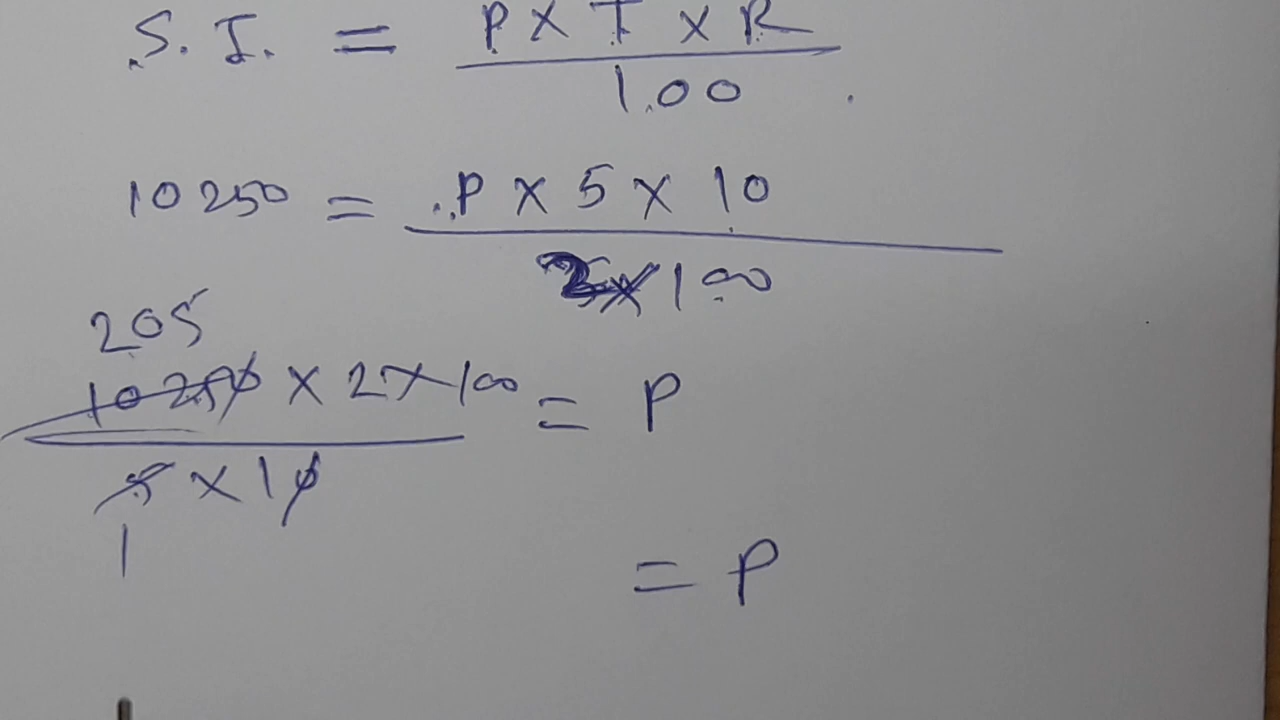 S. I. = P X T X R
100
10250 = P X 5 X 10
2 X 100
205
10250 X 2 X 100 = P
5 X 10
1
= P